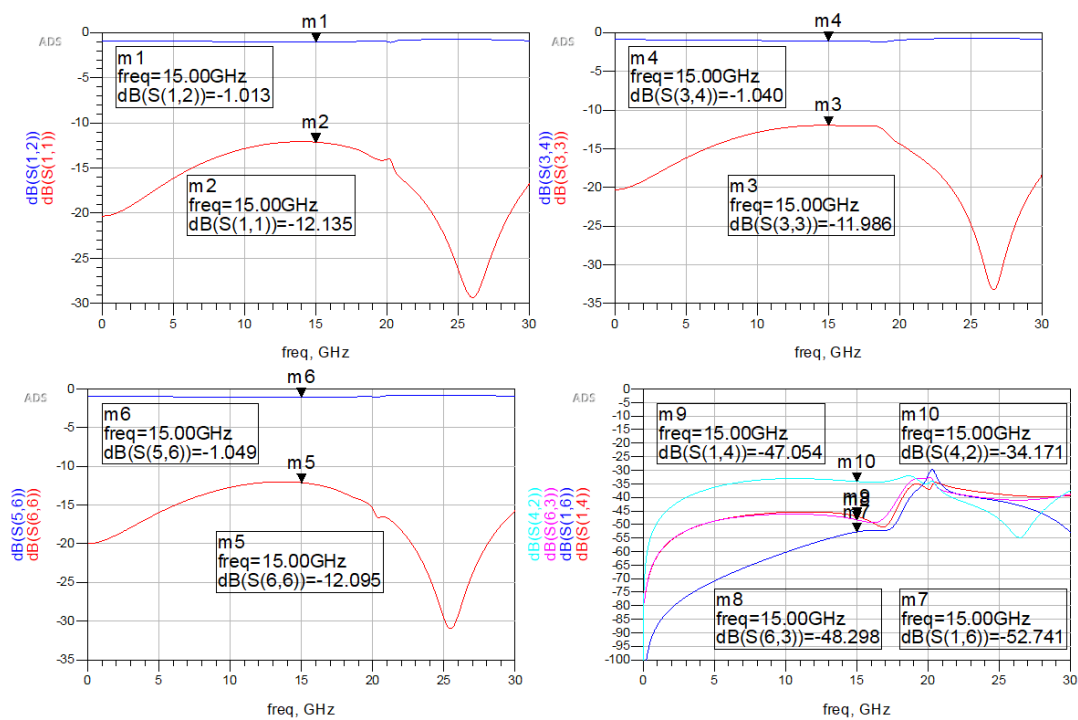 m1
ADS
m1
freq=15.00GHz
dB(S(1,2))=-1.013
m2
m2
freq=15.00GHz
dB(S(1,1))=-12.135
dB(S(1,2))
dB(S(1,1))
0
-5
-10
-15
-20
-25
-30
0 5 10 15 20 25 30
freq, GHz
m4
ADS
m4
freq=15.00GHz
dB(S(3,4))=-1.040
m3
m3
freq=15.00GHz
dB(S(3,3))=-11.986
dB(S(3,4))
dB(S(3,3))
0
-5
-10
-15
-20
-25
-30
-35
0 5 10 15 20 25 30
freq, GHz
m6
ADS
m6
freq=15.00GHz
dB(S(5,6))=-1.049
m5
m5
freq=15.00GHz
dB(S(6,6))=-12.095
dB(S(5,6))
dB(S(6,6))
0
-5
-10
-15
-20
-25
-30
-35
0 5 10 15 20 25 30
freq, GHz
ADS
m9
freq=15.00GHz
dB(S(1,4))=-47.054
m10
freq=15.00GHz
dB(S(4,2))=-34.171
m10
m9
m7
m8
freq=15.00GHz
dB(S(6,3))=-48.298
m7
freq=15.00GHz
dB(S(1,6))=-52.741
dB(S(4,2))
dB(S(6,3))
dB(S(1,6))
dB(S(1,4))
0
-5
-10
-15
-20
-25
-30
-35
-40
-45
-50
-55
-60
-65
-70
-75
-80
-85
-90
-95
-100
0 5 10 15 20 25 30
freq, GHz